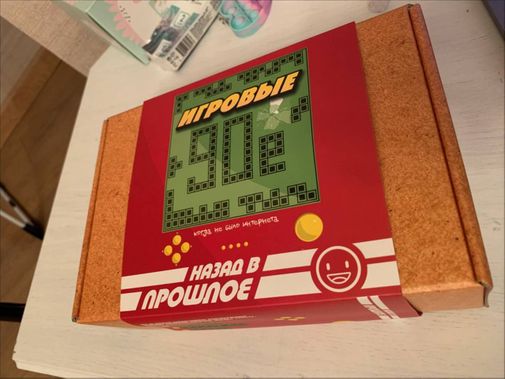 ИГРОВЫЕ
90е
когда не было интернета
НАЗАД В
ПРОШЛОЕ